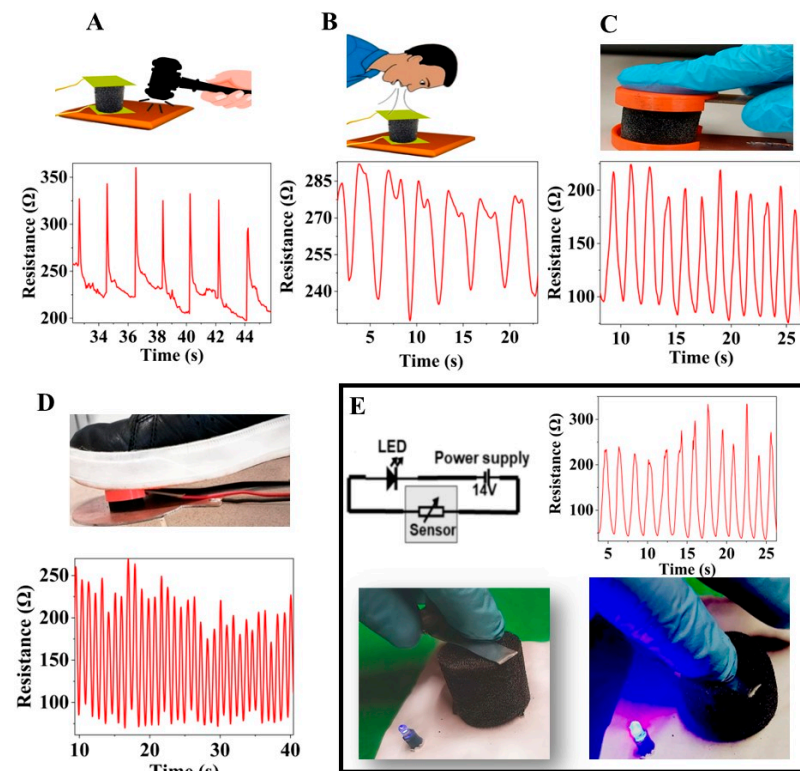 A
B
C
350
300
250
200
Resistance (Ω)
34 36 38 40 42 44
Time (s)
285
270
255
240
Resistance (Ω)
5 10 15 20
Time (s)
200
150
100
Resistance (Ω)
10 15 20 25
Time (s)
D
E
250
200
150
100
Resistance (Ω)
10 20 30 40
Time (s)
LED
Power supply
14V
Sensor
300
200
100
Resistance (Ω)
5 10 15 20 25
Time (s)